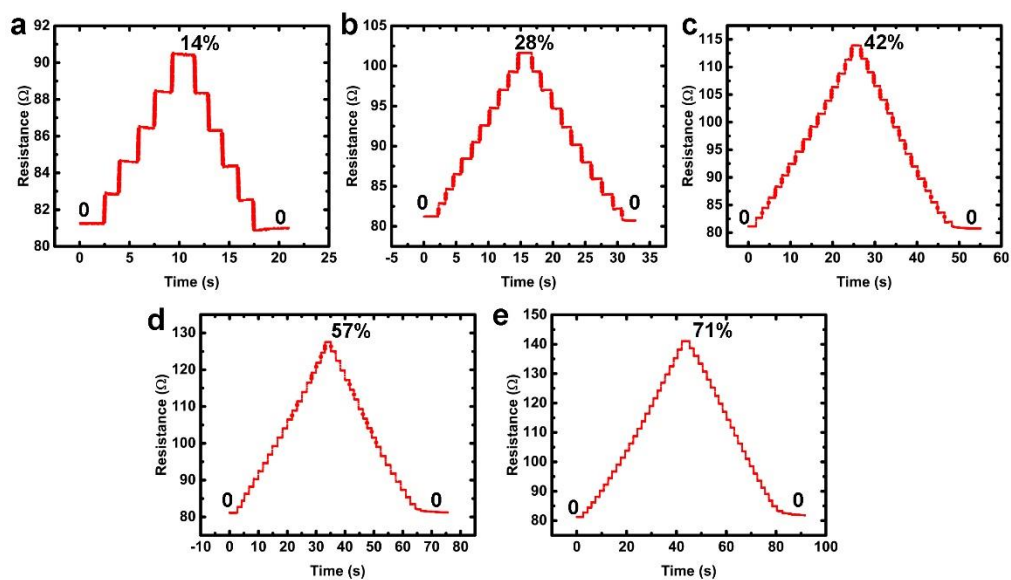 a
14%
92
90
88
86
84
82
80
Resistance (Ω)
0
0
0 5 10 15 20 25
Time (s)
b
28%
105
100
95
90
85
80
Resistance (Ω)
0
0
-5 0 5 10 15 20 25 30 35
Time (s)
c
42%
115
110
105
100
95
90
85
80
Resistance (Ω)
0
0
0 10 20 30 40 50 60
Time (s)
d
57%
130
120
110
100
90
80
Resistance (Ω)
0
0
-10 0 10 20 30 40 50 60 70 80
Time (s)
e
71%
150
140
130
120
110
100
90
80
Resistance (Ω)
0
0
0 20 40 60 80 100
Time (s)